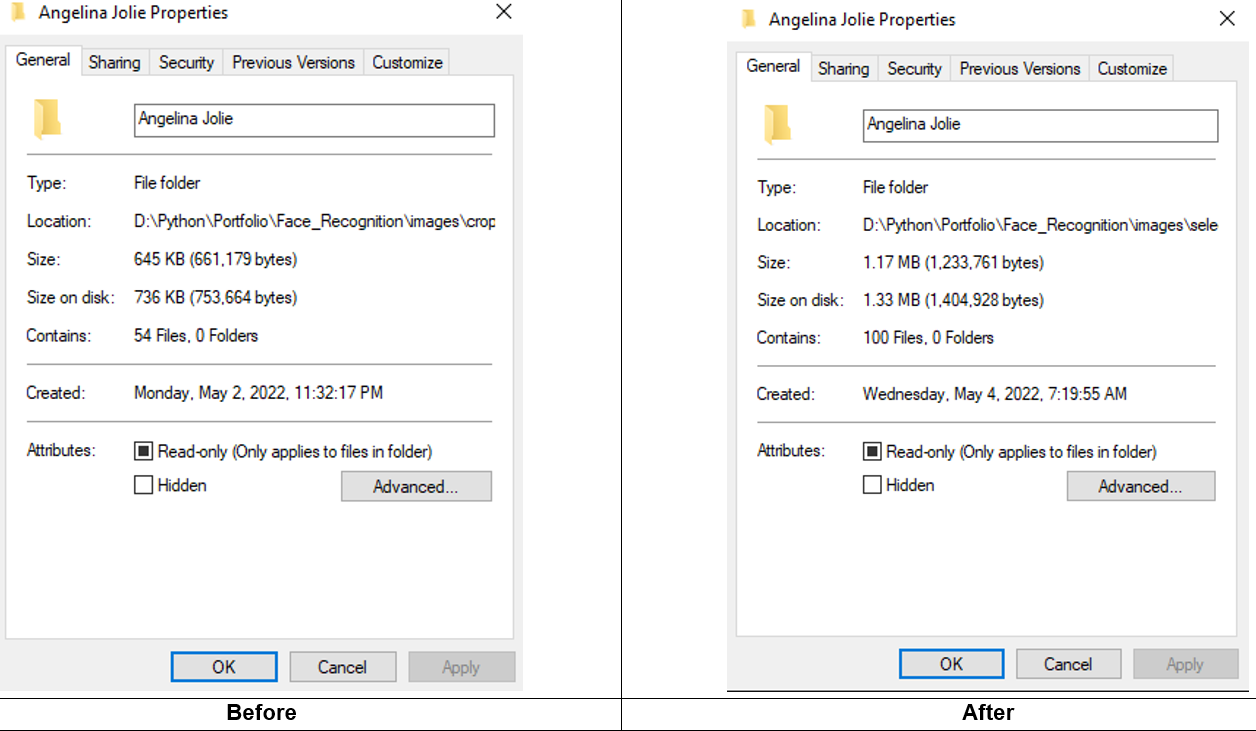 Angelina Jolie Properties
General Sharing Security Previous Versions Customize
Angelina Jolie
Type: File folder
Location: D:\Python\Portfolio\Face_Recognition\images\crop
Size: 645 KB (661,179 bytes)
Size on disk: 736 KB (753,664 bytes)
Contains: 54 Files, 0 Folders
Created: Monday, May 2, 2022, 11:32:17 PM
Attributes: Read-only (Only applies to files in folder)
Hidden Advanced...
OK Cancel Apply
Before
Angelina Jolie Properties
General Sharing Security Previous Versions Customize
Angelina Jolie
Type: File folder
Location: D:\Python\Portfolio\Face_Recognition\images\sele
Size: 1.17 MB (1,233,761 bytes)
Size on disk: 1.33 MB (1,404,928 bytes)
Contains: 100 Files, 0 Folders
Created: Wednesday, May 4, 2022, 7:19:55 AM
Attributes: Read-only (Only applies to files in folder)
Hidden Advanced...
OK Cancel Apply
After